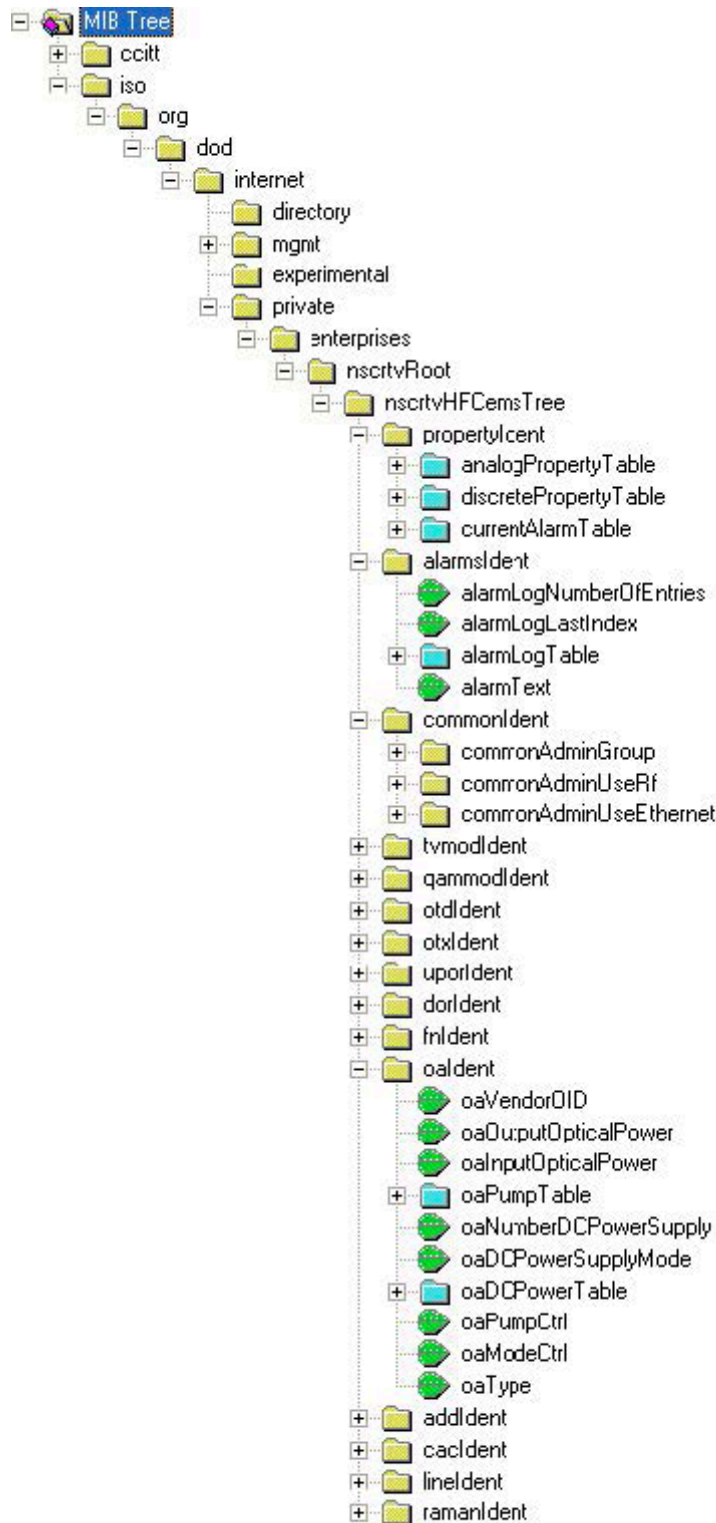 MIB Tree
ccitt
iso
org
dod
internet
directory
mgmt
experimental
private
enterprises
nscrtvRoot
nscrtvHFCemsTree
propertyIdent
analogPropertyTable
discretePropertyTable
currentAlarmTable
alarmsIdent
alarmLogNumberOfEntries
alarmLogLastIndex
alarmLogTable
alarmText
commonIdent
commonAdminGroup
commonAdminUseRf
commonAdminUseEthernet
tvmodIdent
qammodIdent
otdIdent
otxIdent
uporIdent
dorIdent
fnIdent
oaIdent
oaVendorOID
oaOutputOpticalPower
oaInputOpticalPower
oaPumpTable
oaNumberDCPowerSupply
oaDCPowerSupplyMode
oaDCPowerTable
oaPumpCtrl
oaModeCtrl
oaType
addIdent
cacIdent
lineIdent
ramanIdent